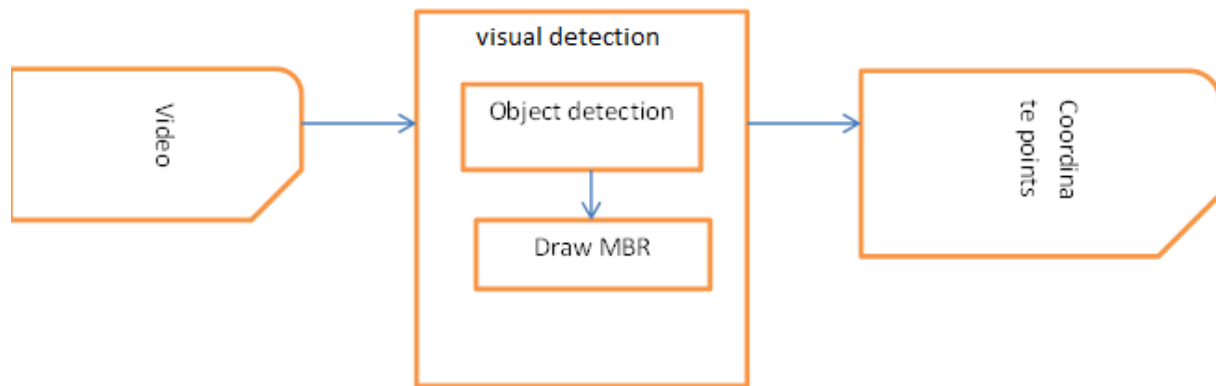 Video
visual detection
Object detection
Draw MBR
Coordina
te points